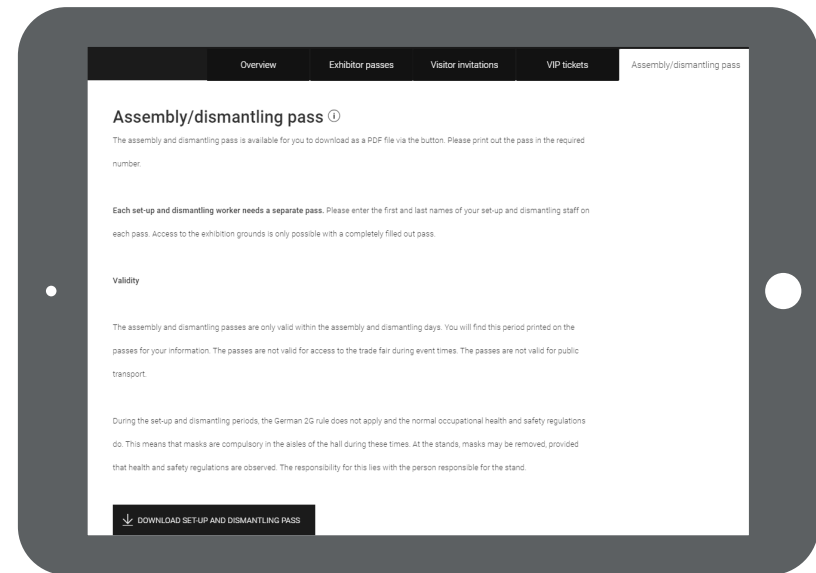 Overview Exhibitor passes Visitor invitations VIP tickets Assembly/dismantling pass
Assembly/dismantling pass i
The assembly and dismantling pass is available for you to download as a PDF file via the button. Please print out the pass in the required
number.
Each set-up and dismantling worker needs a separate pass. Please enter the first and last names of your set-up and dismantling staff on
each pass. Access to the exhibition grounds is only possible with a completely filled out pass.
Validity
The assembly and dismantling passes are only valid within the assembly and dismantling days. You will find this period printed on the
passes for your information. The passes are not valid for access to the trade fair during event times. The passes are not valid for public
transport.
During the set-up and dismantling periods, the German 2G rule does not apply and the normal occupational health and safety regulations
do. This means that masks are compulsory in the aisles of the hall during these times. At the stands, masks may be removed, provided
that health and safety regulations are observed. The responsibility for this lies with the person responsible for the stand.
DOWNLOAD SET-UP AND DISMANTLING PASS